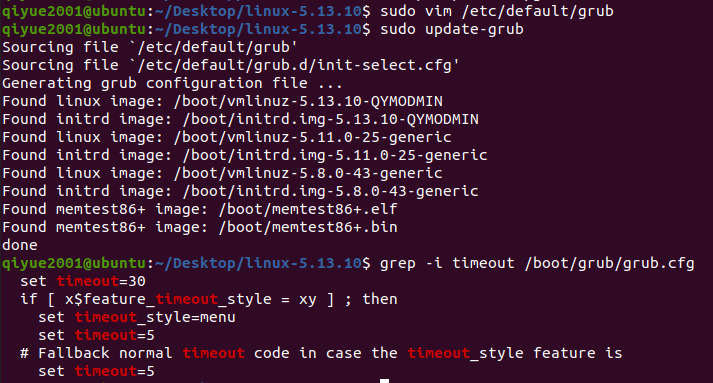 qiyue2001@ubuntu:~/Desktop/linux-5.13.10$ sudo vim /etc/default/grub
qiyue2001@ubuntu:~/Desktop/linux-5.13.10$ sudo update-grub
Sourcing file `/etc/default/grub'
Sourcing file `/etc/default/grub.d/init-select.cfg'
Generating grub configuration file ...
Found linux image: /boot/vmlinuz-5.13.10-QYMODMIN
Found initrd image: /boot/initrd.img-5.13.10-QYMODMIN
Found linux image: /boot/vmlinuz-5.11.0-25-generic
Found initrd image: /boot/initrd.img-5.11.0-25-generic
Found linux image: /boot/vmlinuz-5.8.0-43-generic
Found initrd image: /boot/initrd.img-5.8.0-43-generic
Found memtest86+ image: /boot/memtest86+.elf
Found memtest86+ image: /boot/memtest86+.bin
done
qiyue2001@ubuntu:~/Desktop/linux-5.13.10$ grep -i timeout /boot/grub/grub.cfg
  set timeout=30
  if [ x$feature_timeout_style = xy ] ; then
    set timeout_style=menu
    set timeout=5
  # Fallback normal timeout code in case the timeout_style feature is
    set timeout=5